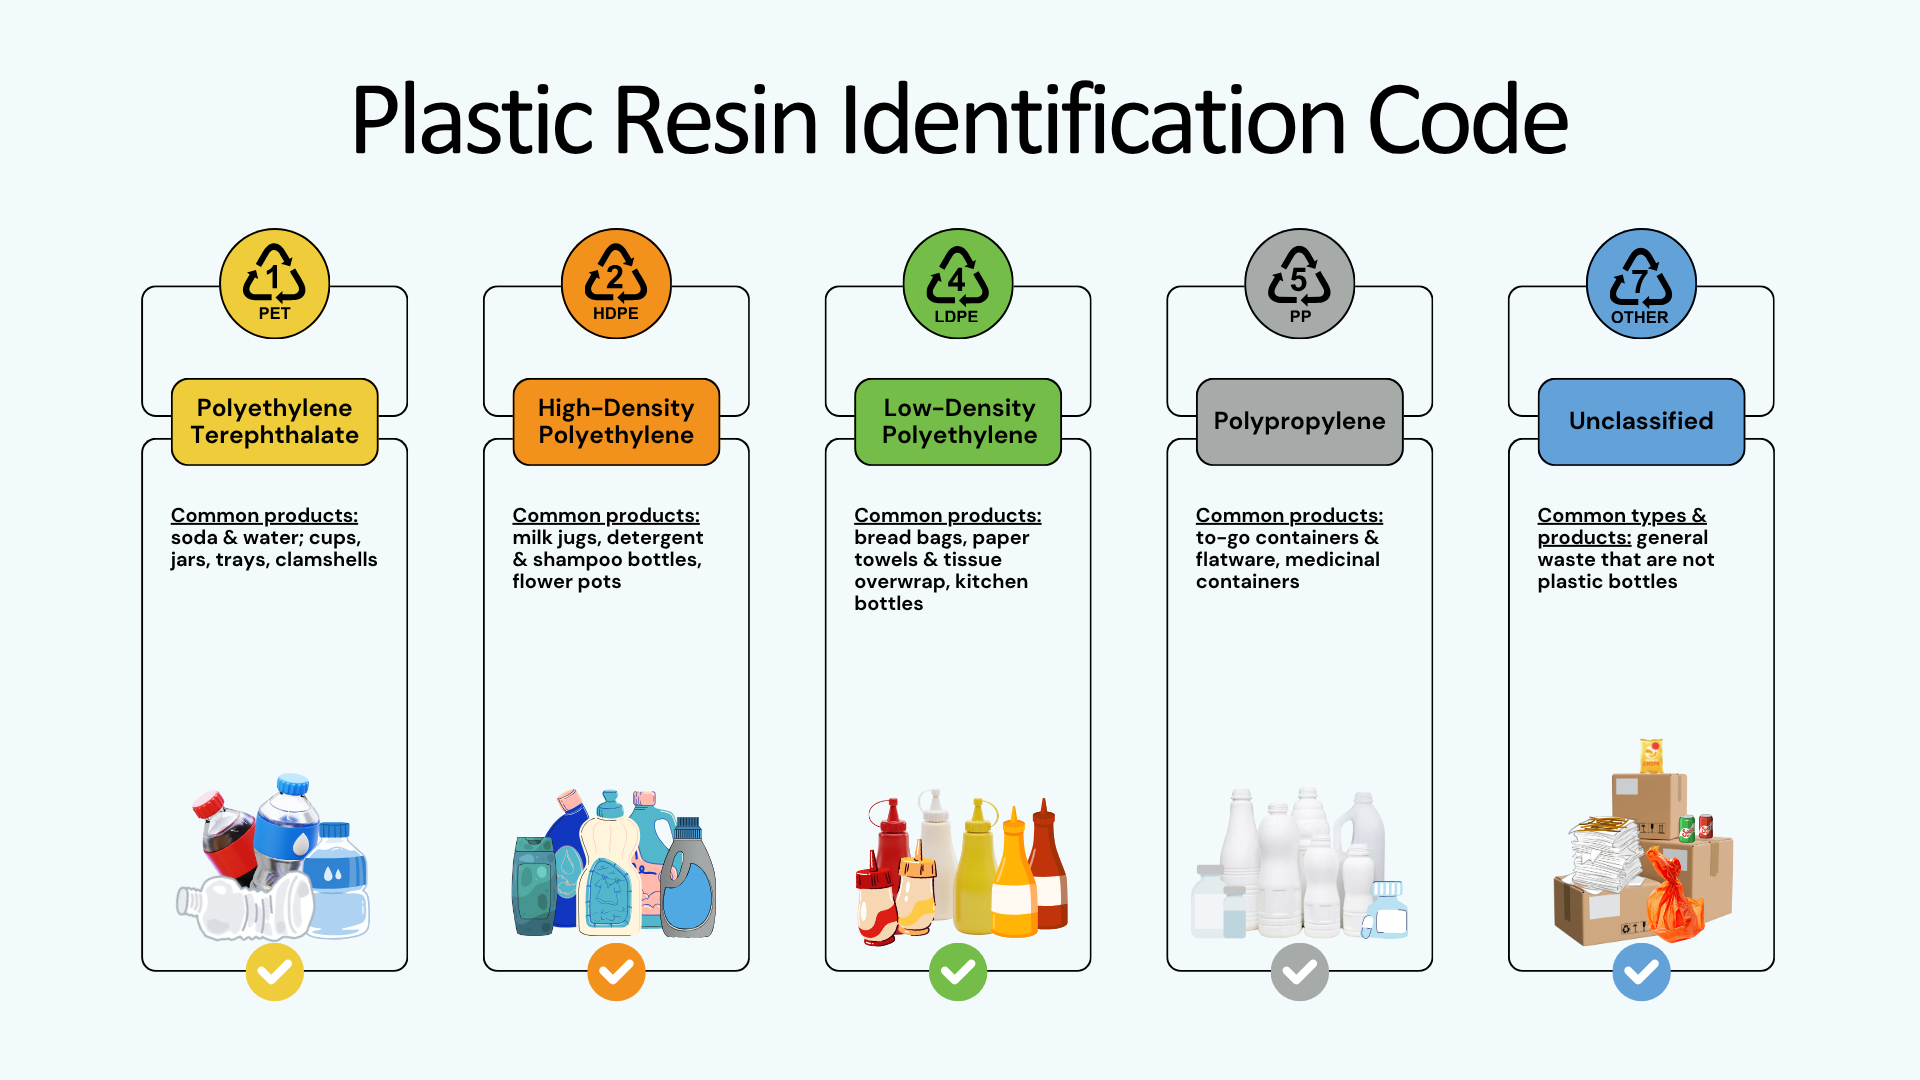 Plastic Resin Identification Code
1
PET
Polyethylene
Terephthalate
Common products:
soda & water; cups,
jars, trays, clamshells
2
HDPE
High-Density
Polyethylene
Common products:
milk jugs, detergent
& shampoo bottles,
flower pots
4
LDPE
Low-Density
Polyethylene
Common products:
bread bags, paper
towels & tissue
overwrap, kitchen
bottles
5
PP
Polypropylene
Common products:
to-go containers &
flatware, medicinal
containers
7
OTHER
Unclassified
Common types &
products: general
waste that are not
plastic bottles